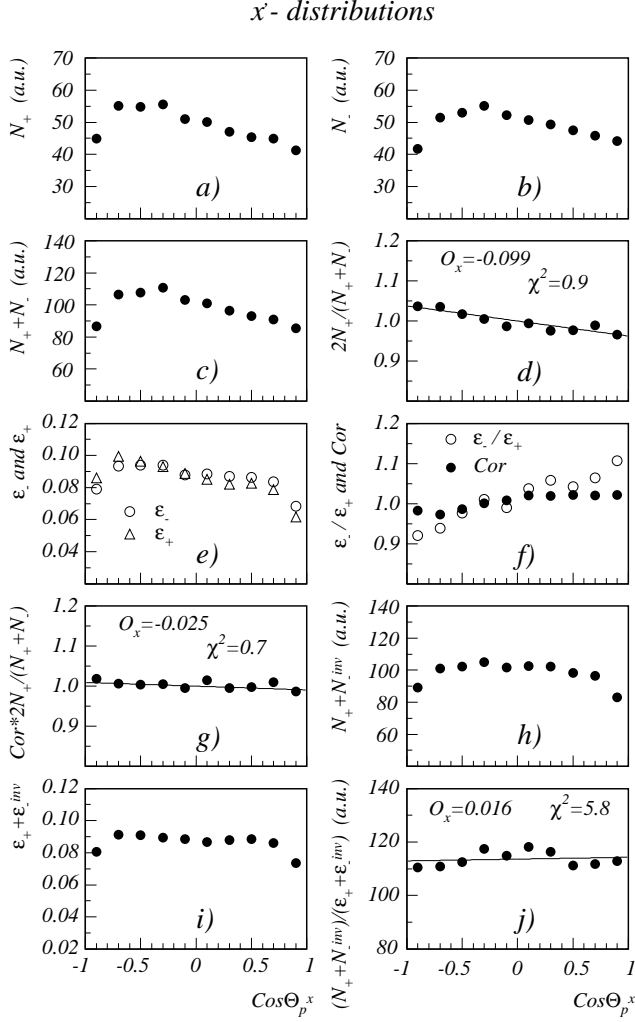 x'- distributions
N₊ (a.u.)
70
60
50
40
30
a)
N₋ (a.u.)
70
60
50
40
30
b)
N₊+N₋ (a.u.)
140
120
100
80
60
c)
2N₊/(N₊+N₋)
1.2
1.1
1.0
0.9
Oₓ=-0.099
χ²=0.9
d)
ε₋ and ε₊
0.12
0.10
0.08
0.06
0.04
ε₋
ε₊
e)
ε₋ / ε₊ and Cor
1.2
1.1
1.0
0.9
ε₋ / ε₊
Cor
f)
Cor*2N₊/(N₊+N₋)
1.2
1.1
1.0
0.9
Oₓ=-0.025
χ²=0.7
g)
N₊+N₋ⁱⁿᵛ (a.u.)
140
120
100
80
60
40
h)
ε₊+ε₋ⁱⁿᵛ
0.12
0.10
0.08
0.06
0.04
0.02
i)
-1
-0.5
0
0.5
1
CosΘₚˣ
(N₊+N₋ⁱⁿᵛ)/(ε₊+ε₋ⁱⁿᵛ) (a.u.)
140
120
100
80
Oₓ=0.016
χ²=5.8
j)
-1
-0.5
0
0.5
1
CosΘₚˣ